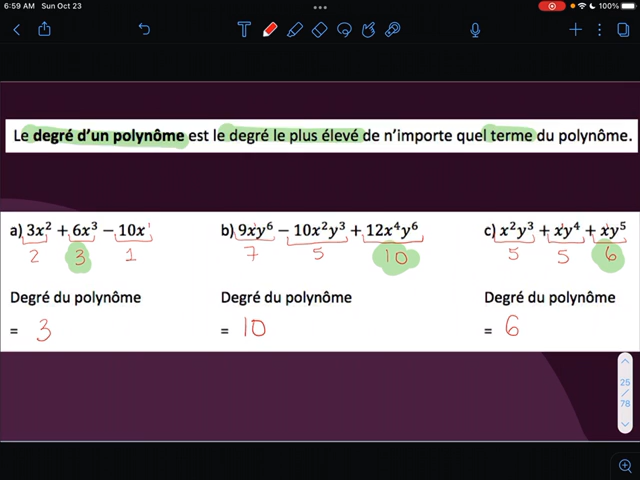 6:59 AM Sun Oct 23 100%
Le degré d'un polynôme est le degré le plus élevé de n'importe quel terme du polynôme.
a) 3x² + 6x³ − 10x¹ b) 9x¹y⁶ − 10x²y³ + 12x⁴y⁶ c) x²y³ + x¹y⁴ + x¹y⁵
2 3 1 7 5 10 5 5 6
Degré du polynôme Degré du polynôme Degré du polynôme
= 3 = 10 = 6
25
/
78